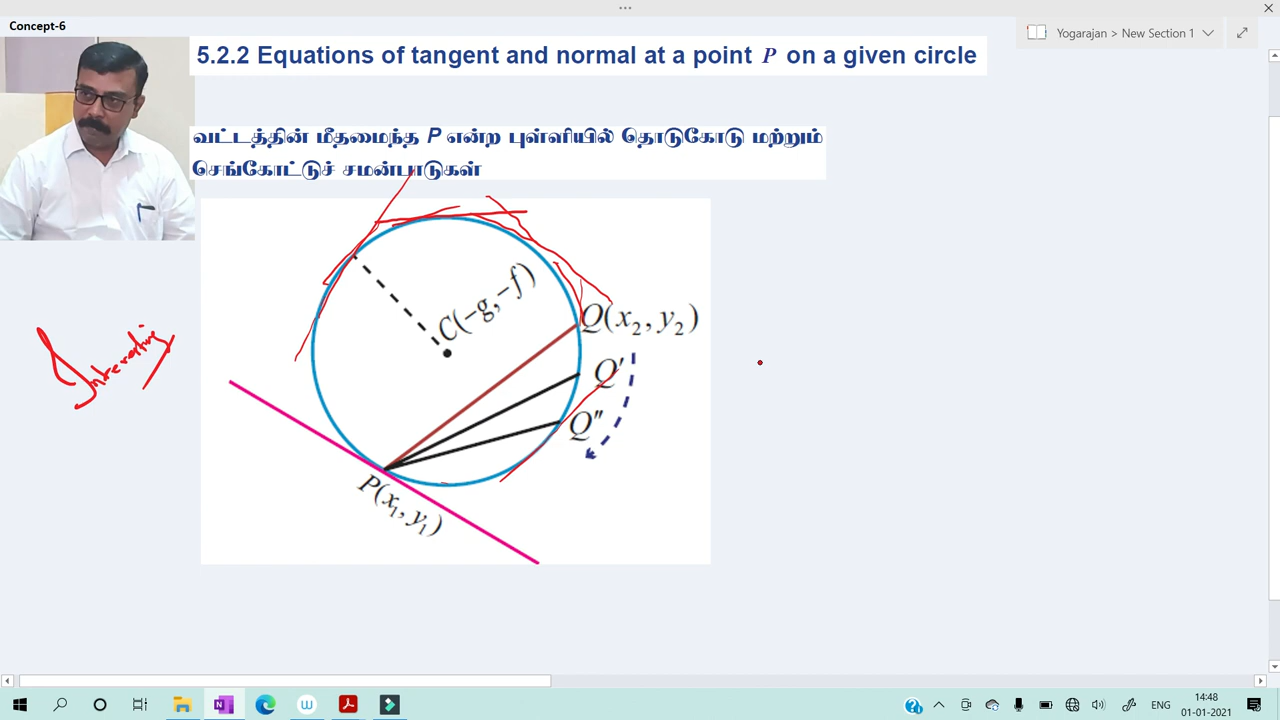 Concept-6
Yogarajan > New Section 1
5.2.2 Equations of tangent and normal at a point P on a given circle
வட்டத்தின் மீதமைந்த P என்ற புள்ளியில் தொடுகோடு மற்றும்
செங்கோட்டுச் சமன்பாடுகள்
C(−g,−f)
Q(x₂, y₂)
Q′
Q″
P(x₁, y₁)
Interesting
ENG
14:48
01-01-2021